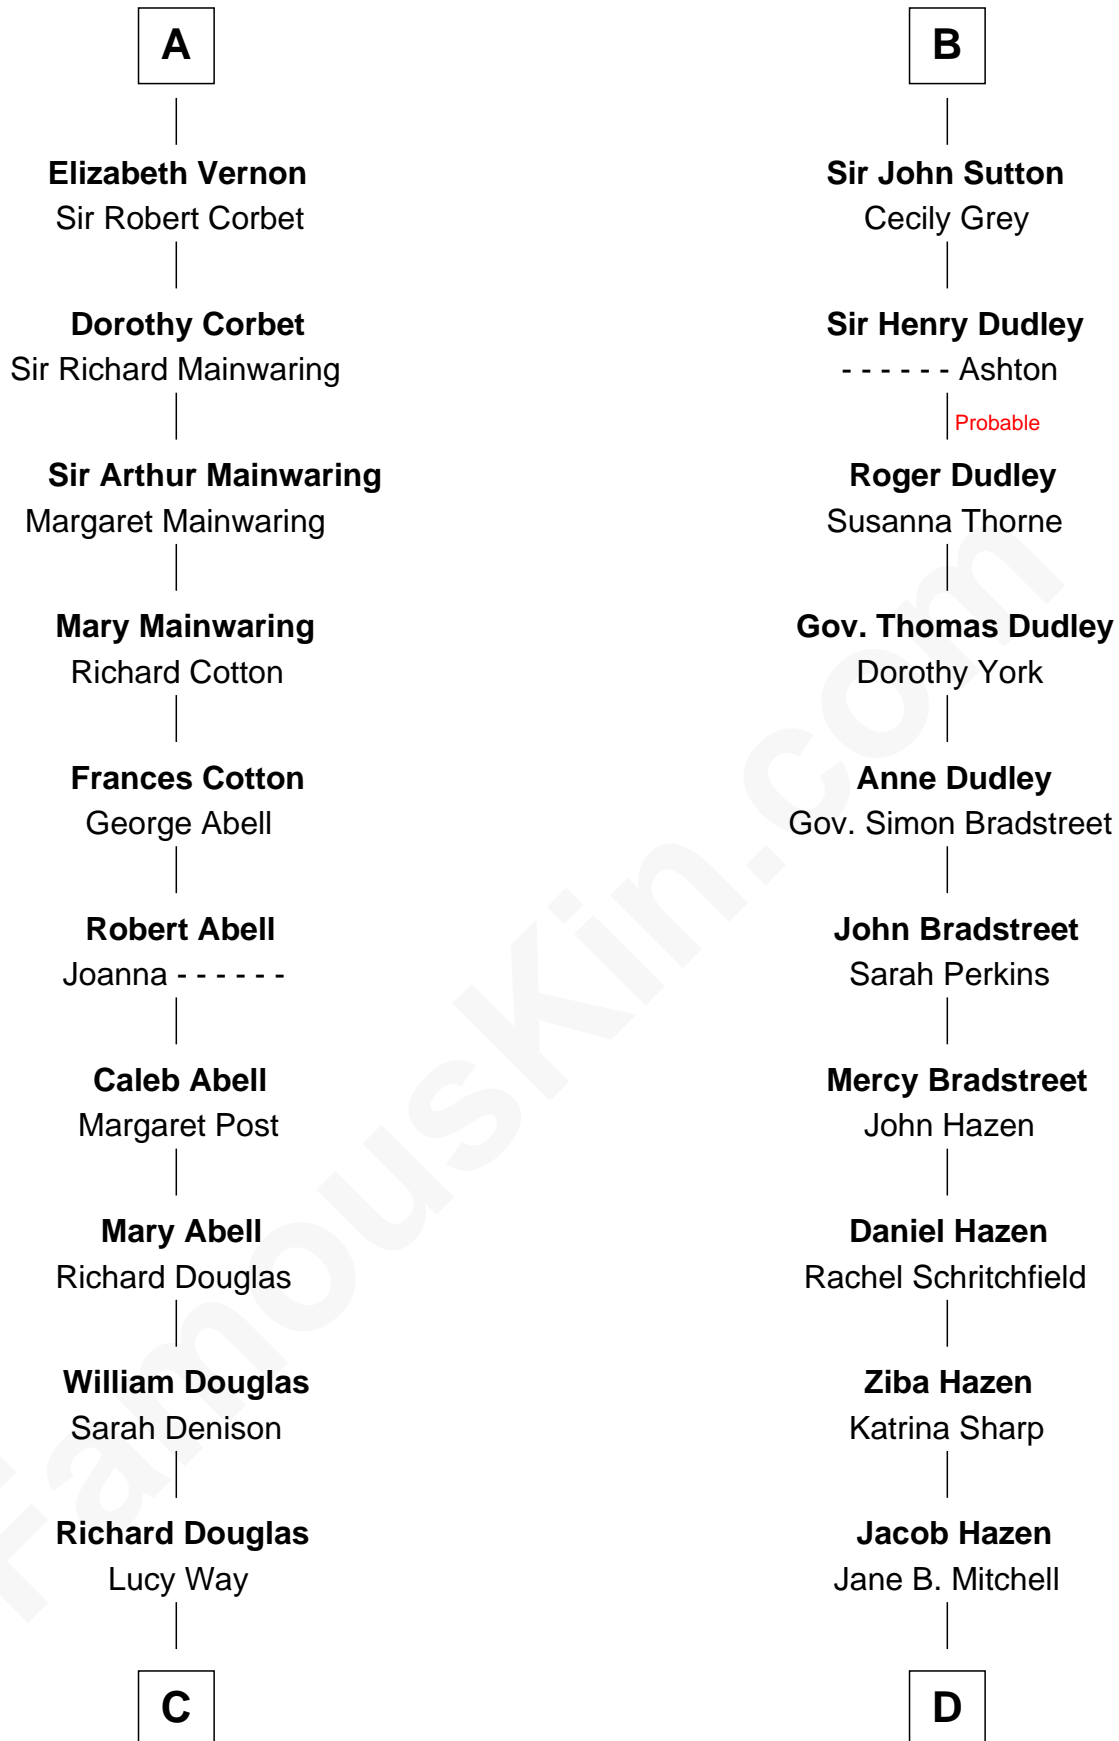 A
Elizabeth Vernon
Sir Robert Corbet
Dorothy Corbet
Sir Richard Mainwaring
Sir Arthur Mainwaring
Margaret Mainwaring
Mary Mainwaring
Richard Cotton
Frances Cotton
George Abell
Robert Abell
Joanna - - - - - -
Caleb Abell
Margaret Post
Mary Abell
Richard Douglas
William Douglas
Sarah Denison
Richard Douglas
Lucy Way
C
B
Sir John Sutton
Cecily Grey
Sir Henry Dudley
- - - - - - Ashton
Probable
Roger Dudley
Susanna Thorne
Gov. Thomas Dudley
Dorothy York
Anne Dudley
Gov. Simon Bradstreet
John Bradstreet
Sarah Perkins
Mercy Bradstreet
John Hazen
Daniel Hazen
Rachel Schritchfield
Ziba Hazen
Katrina Sharp
Jacob Hazen
Jane B. Mitchell
D
FamousKin.com